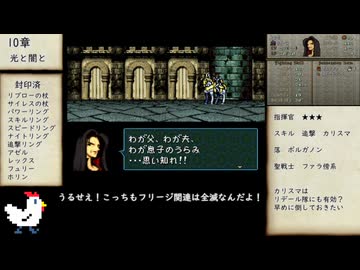 10章
光と闇と
封印済
リブローの杖
サイレスの杖
パワーリング
スキルリング
スピードリング
ナイトリング
追撃リング
アゼル
レックス
フュリー
ホリン
わが父、わが夫、
わが息子のうらみ
・・・思い知れ!!
うるせえ！こっちもフリージ関連は全滅なんだよ！
指揮官 ★★★
スキル 追撃 カリスマ
落 ボルガノン
聖戦士 ファラ傍系
カリスマは
リデール隊にも有効？
早めに倒しておきたい